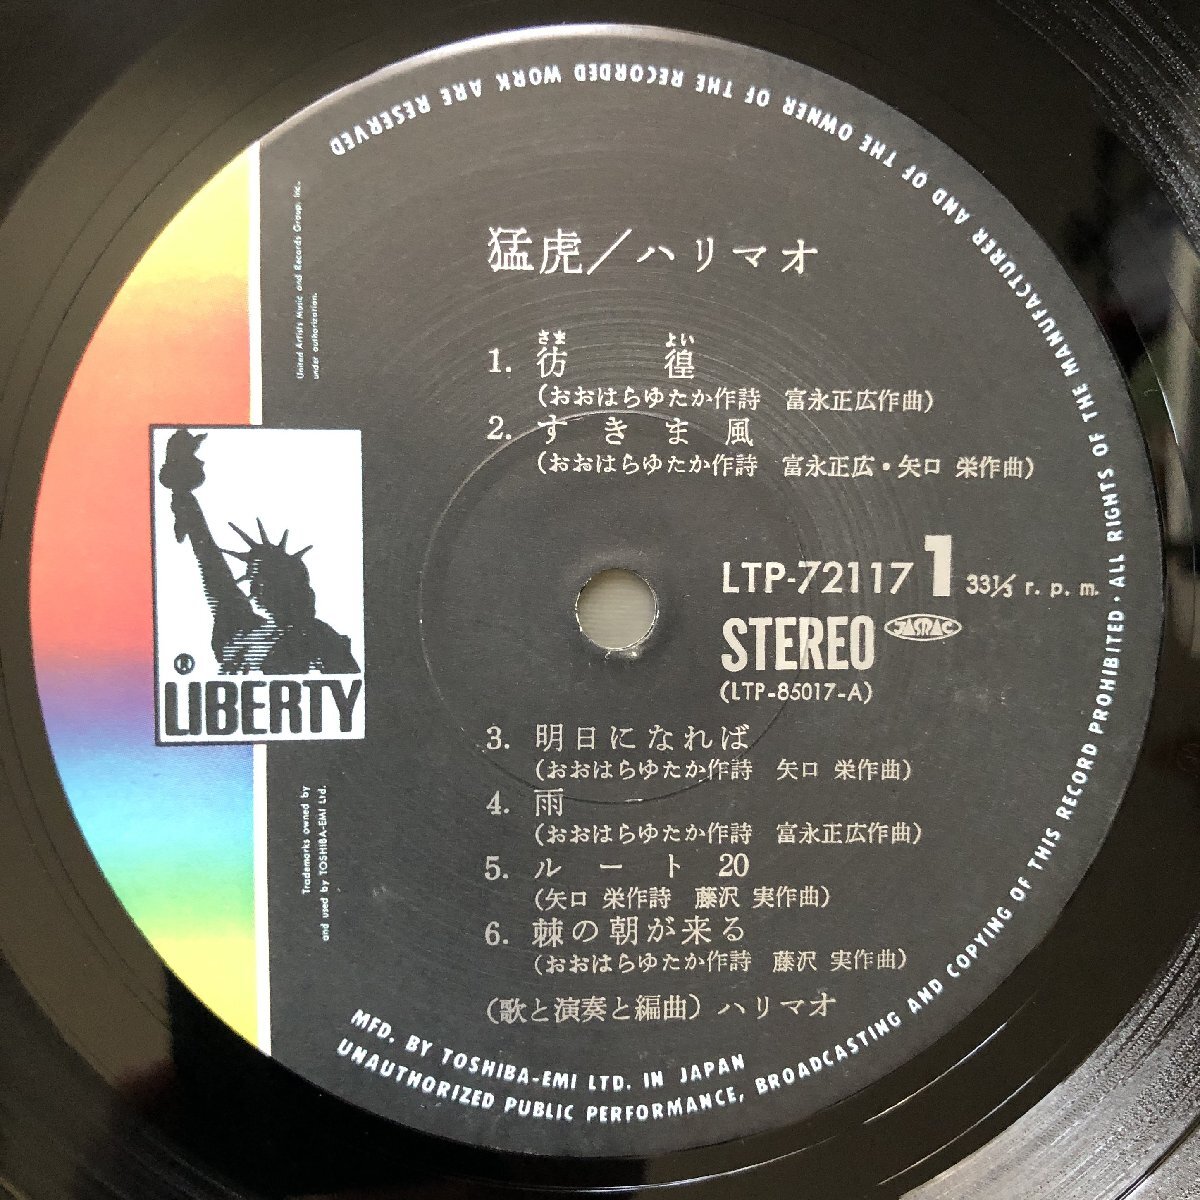 猛虎/ハリマオ
さま よい
1. 彷 徨
(おおはらゆたか作詩 富永正広作曲)
2. すきま風
(おおはらゆたか作詩 富永正広・矢口 栄作曲)
LTP-72117 1 33⅓ r. p. m.
STEREO JASRAC
(LTP-85017-A)
3. 明日になれば
(おおはらゆたか作詩 矢口 栄作曲)
4. 雨
(おおはらゆたか作詩 富永正広作曲)
5. ルート 20
(矢口 栄作詩 藤沢 実作曲)
6. 棘の朝が来る
(おおはらゆたか作詩 藤沢 実作曲)
(歌と演奏と編曲) ハリマオ
® LIBERTY
United Artists Music and Records Group, Inc.
under authorization.
Trademarks owned by
and used by TOSHIBA-EMI Ltd.
MFD. BY TOSHIBA-EMI LTD. IN JAPAN
UNAUTHORIZED PUBLIC PERFORMANCE, BROADCASTING AND COPYING OF THIS RECORD PROHIBITED · ALL RIGHTS OF THE MANUFACTURER AND OF THE OWNER OF THE RECORDED WORK ARE RESERVED